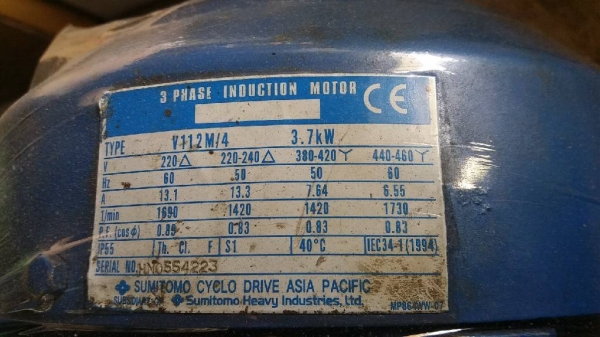 3 PHASE INDUCTION MOTOR
CE
TYPE V112M/4 3.7kW
V 220△ 220-240△ 380-420Y 440-460Y
Hz 60 50 50 60
A 13.1 13.3 7.64 6.55
1/min 1690 1420 1420 1730
P.F. (cosφ) 0.89 0.83 0.83 0.83
IP55 Th. Cl. F S1 40°C IEC34-1(1994)
SERIAL NO. HNO554223
SUMITOMO CYCLO DRIVE ASIA PACIFIC
Sumitomo Heavy Industries, Ltd.